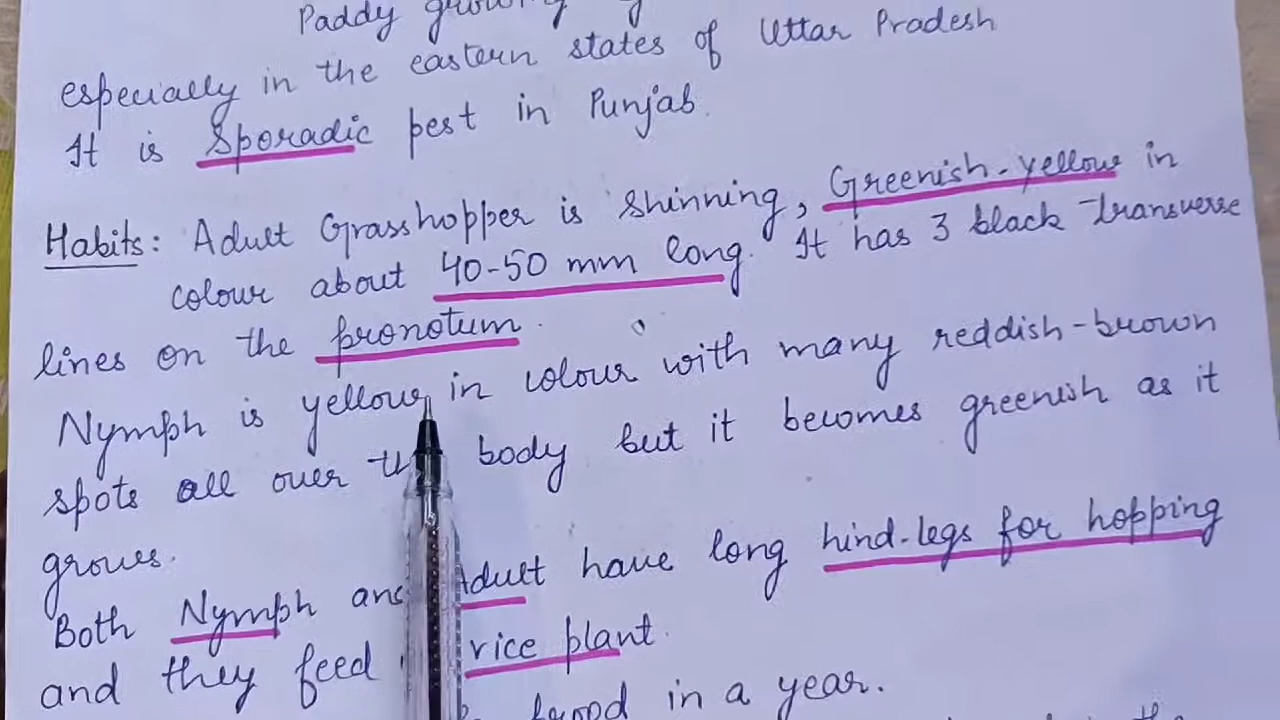 Paddy growing
especially in the eastern states of Uttar Pradesh
It is Sporadic pest in Punjab.
Habits: Adult Grasshopper is shinning, Greenish-yellow in
colour about 40-50 mm long. It has 3 black transverse
lines on the pronotum.
Nymph is yellow in colour with many reddish-brown
spots all over the body but it becomes greenish as it
grows.
Both Nymph and Adult have long hind-legs for hopping
and they feed rice plant.
brood in a year.